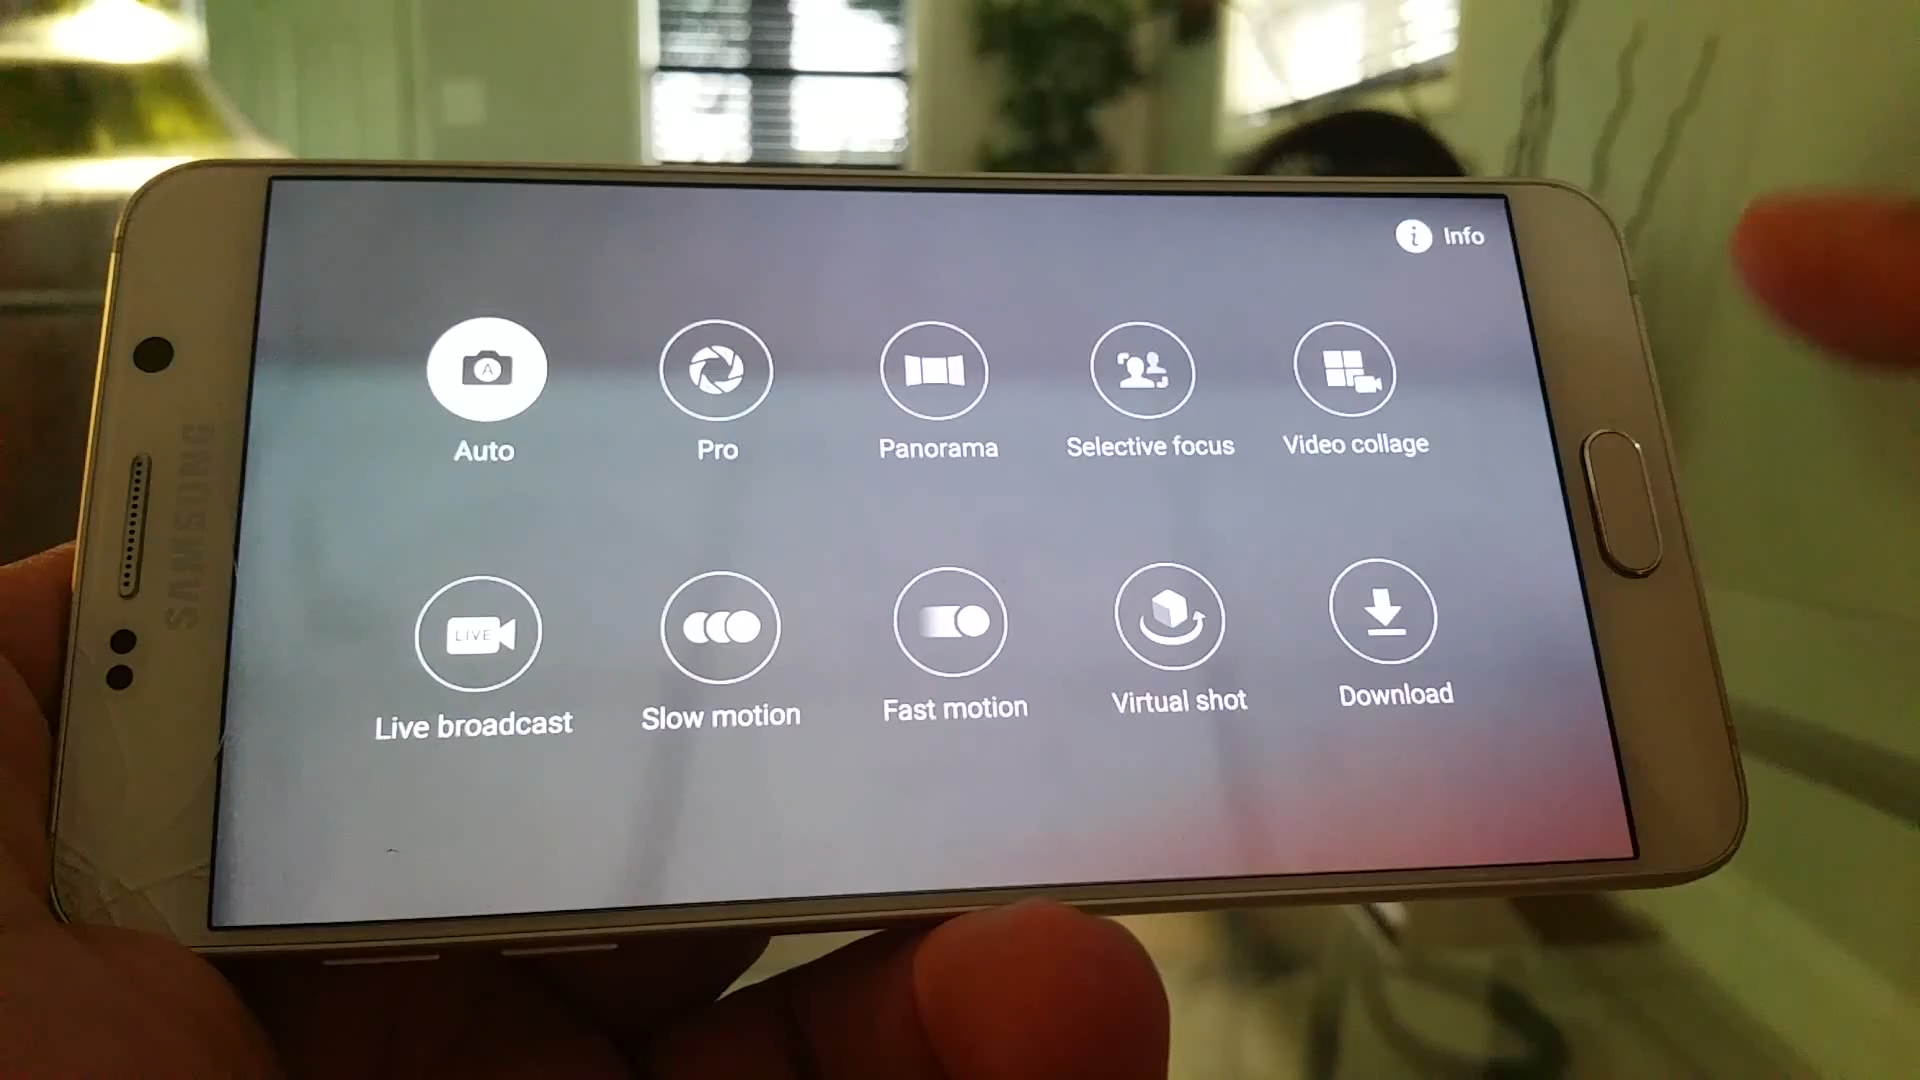 Info
A
Auto
Pro
Panorama
Selective focus
Video collage
SAMSUNG
LIVE
Live broadcast
Slow motion
Fast motion
Virtual shot
Download